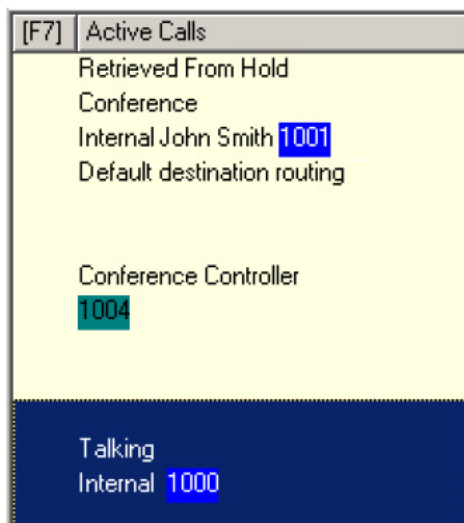 [F7] Active Calls
Retrieved From Hold
Conference
Internal John Smith 1001
Default destination routing
Conference Controller
1004
Talking
Internal 1000